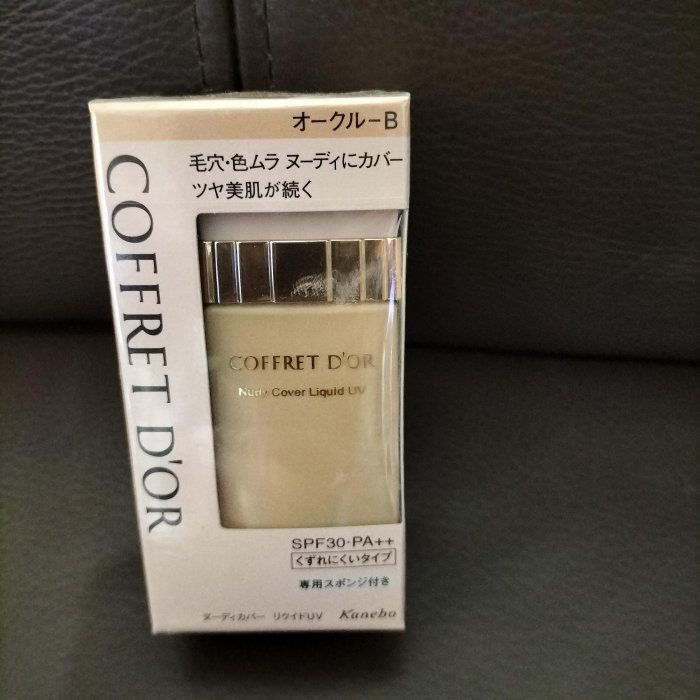 オークル-B
毛穴・色ムラ ヌーディにカバー
ツヤ美肌が続く
COFFRET D'OR
COFFRET D'OR
Nudy Cover Liquid UV
SPF30・PA++
くずれにくいタイプ
専用スポンジ付き
ヌーディカバー リクイドUV
Kanebo